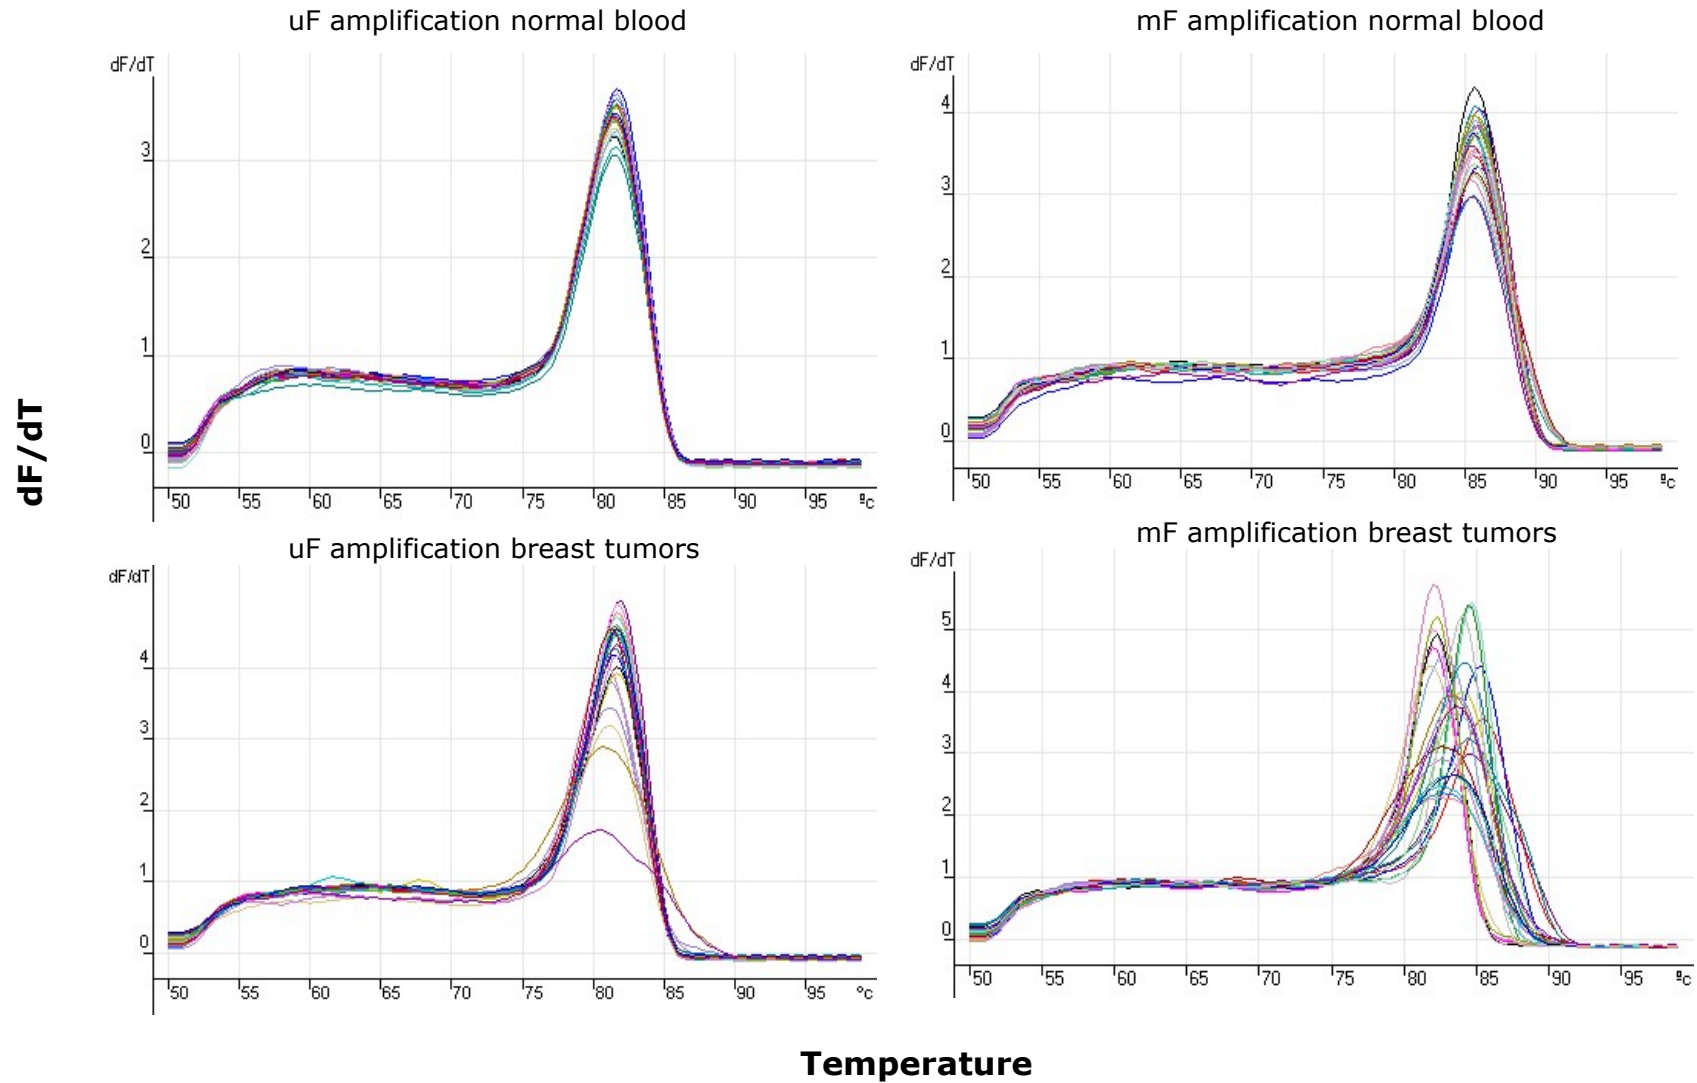 uF amplification normal blood
dF/dT
3
2
1
0
50 55 60 65 70 75 80 85 90 95 ºc
mF amplification normal blood
dF/dT
4
3
2
1
0
50 55 60 65 70 75 80 85 90 95 ºc
uF amplification breast tumors
dF/dT
4
3
2
1
0
50 55 60 65 70 75 80 85 90 95 ºc
mF amplification breast tumors
dF/dT
5
4
3
2
1
0
50 55 60 65 70 75 80 85 90 95 ºc
dF/dT
Temperature